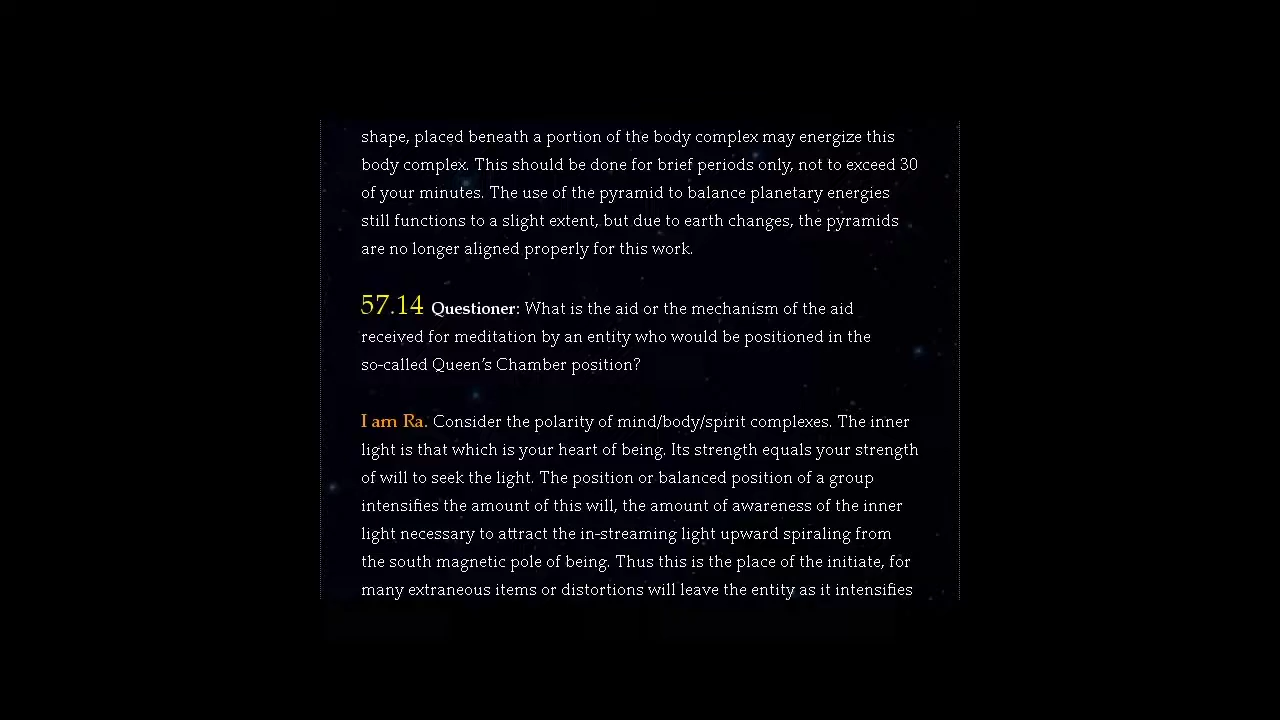 shape, placed beneath a portion of the body complex may energize this
body complex. This should be done for brief periods only, not to exceed 30
of your minutes. The use of the pyramid to balance planetary energies
still functions to a slight extent, but due to earth changes, the pyramids
are no longer aligned properly for this work.
57.14 Questioner: What is the aid or the mechanism of the aid
received for meditation by an entity who would be positioned in the
so-called Queen’s Chamber position?
I am Ra. Consider the polarity of mind/body/spirit complexes. The inner
light is that which is your heart of being. Its strength equals your strength
of will to seek the light. The position or balanced position of a group
intensifies the amount of this will, the amount of awareness of the inner
light necessary to attract the in-streaming light upward spiraling from
the south magnetic pole of being. Thus this is the place of the initiate, for
many extraneous items or distortions will leave the entity as it intensifies